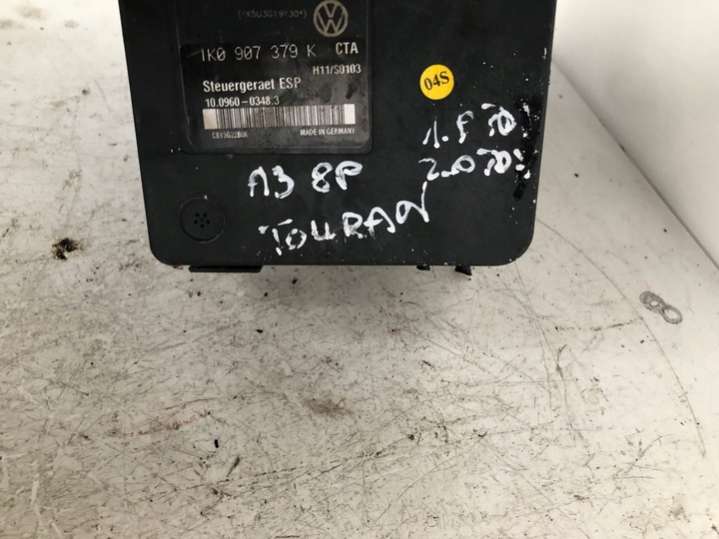 (*X5U3G19130*)
1K0 907 379 K CTA
H11/S0103
Steuergeraet ESP
10.0960-0348.3
MADE IN GERMANY
04S
1.9 TDI
2.0 TDI
A3 8P
TOURAN